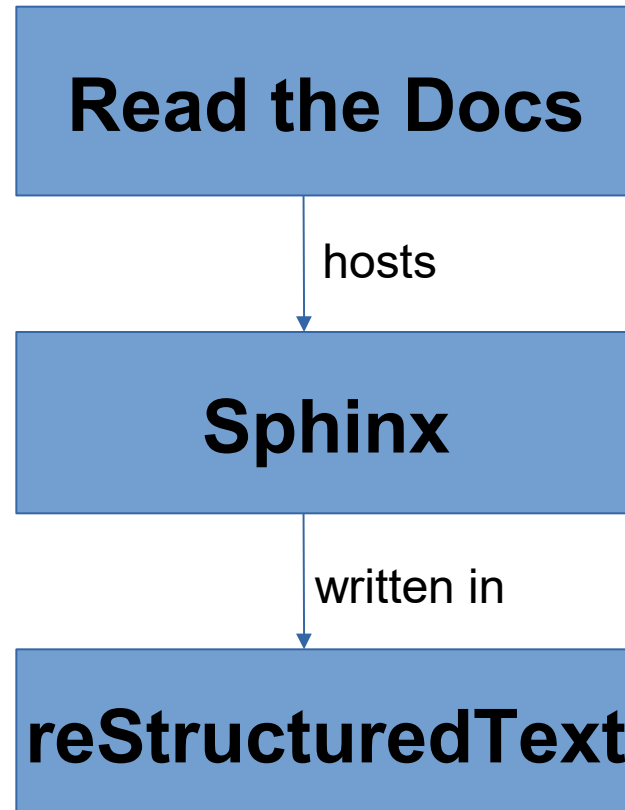 Read the Docs
hosts
Sphinx
written in
reStructuredText